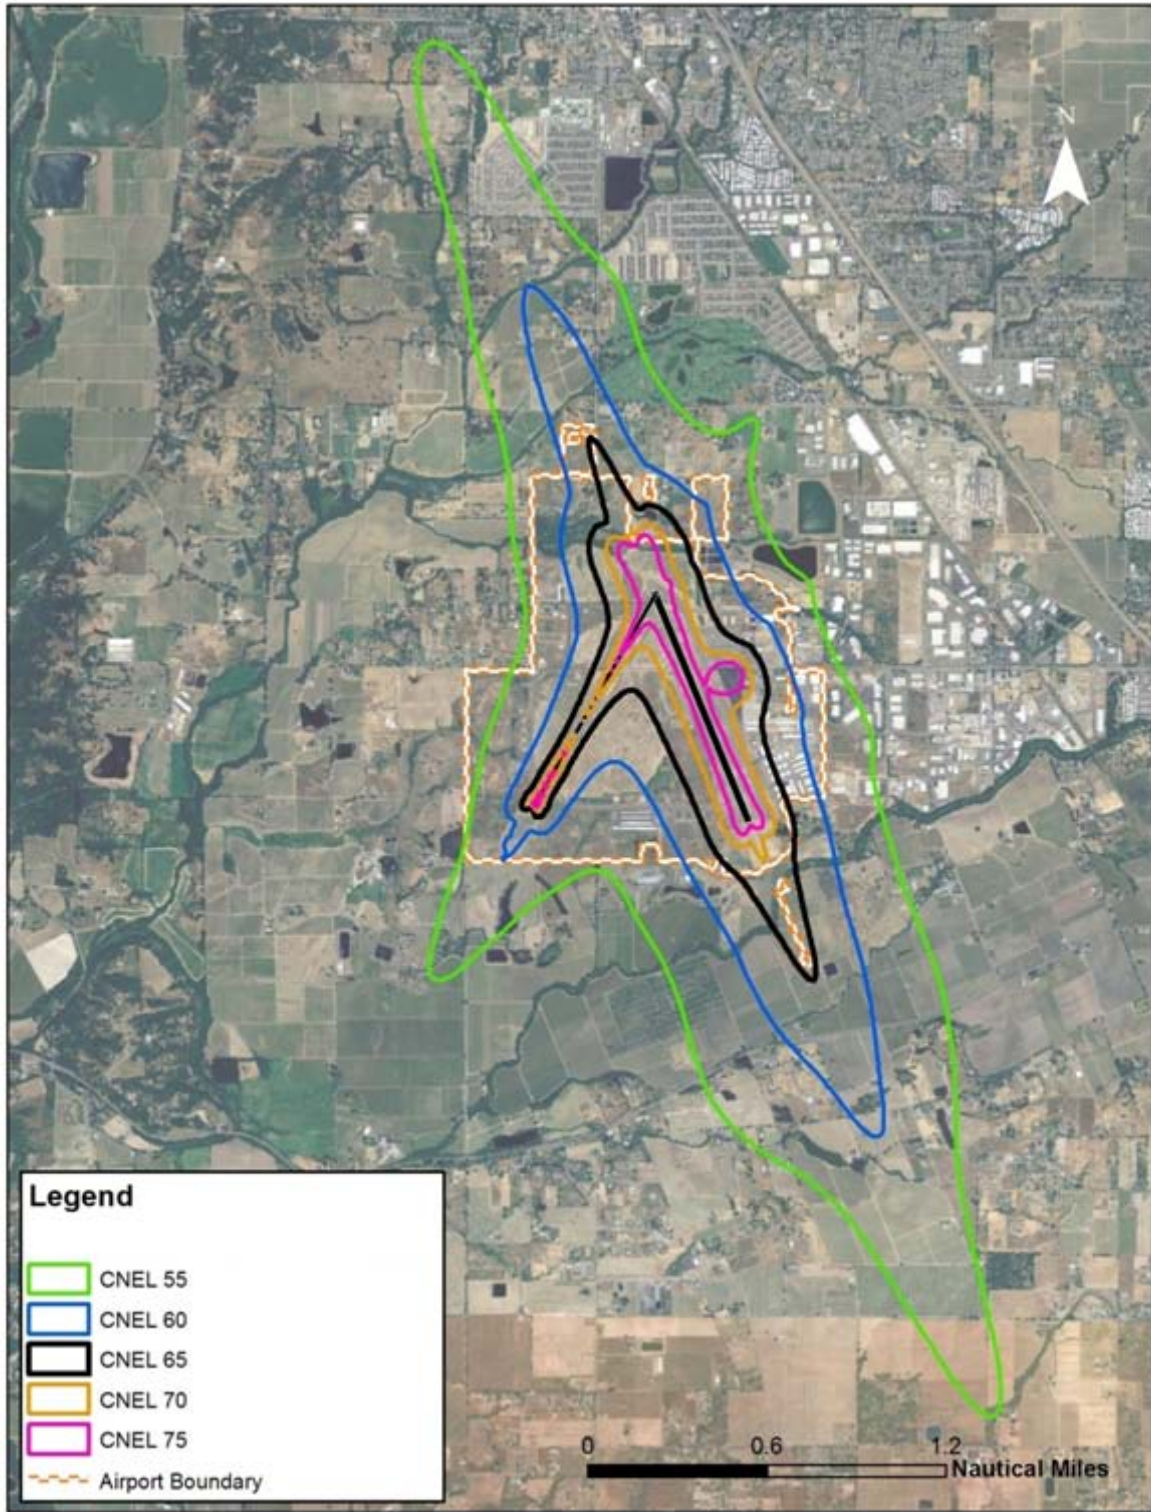 N
Legend
CNEL 55
CNEL 60
CNEL 65
CNEL 70
CNEL 75
Airport Boundary
0 0.6 1.2
Nautical Miles